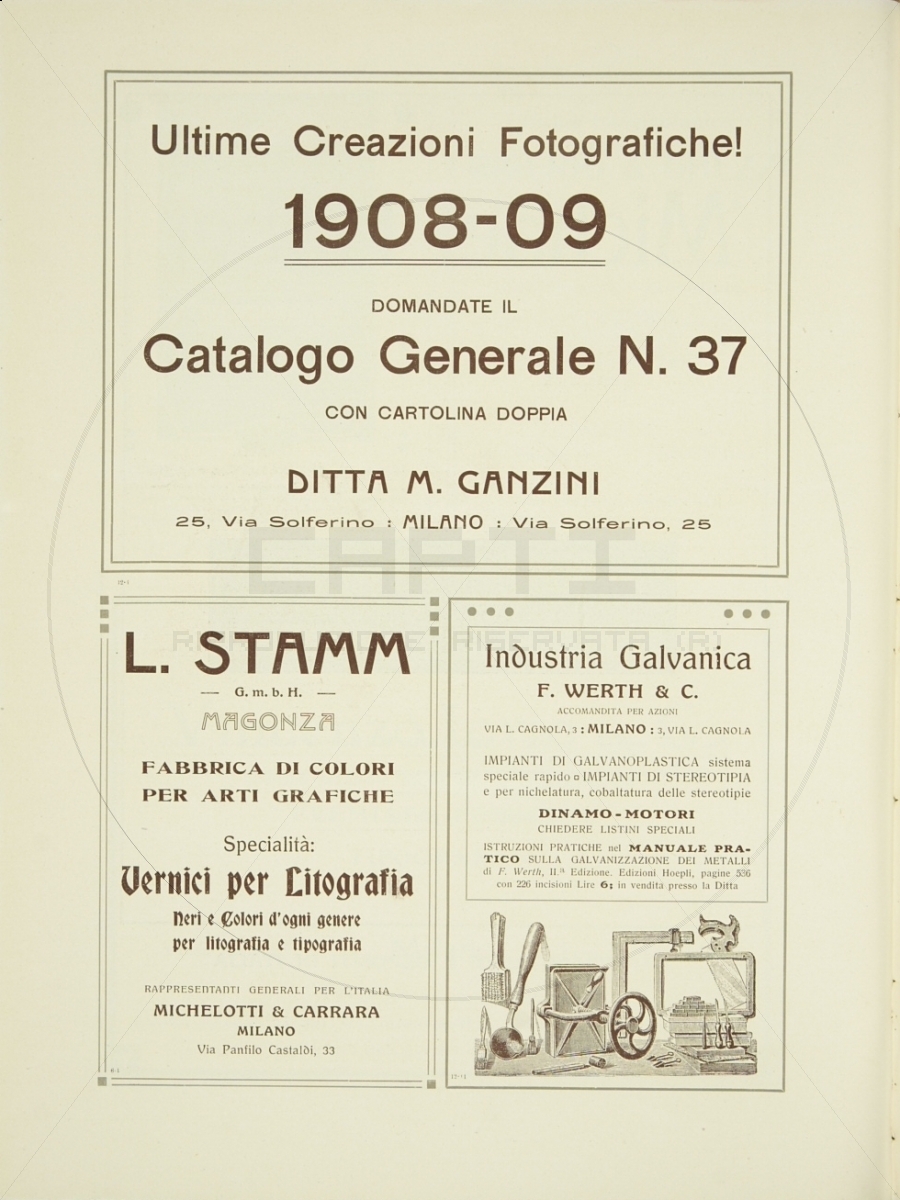 Ultime Creazioni Fotografiche!
1908-09
DOMANDATE IL
Catalogo Generale N. 37
CON CARTOLINA DOPPIA
DITTA M. GANZINI
25, Via Solferino : MILANO : Via Solferino, 25
CAPTI
12-1
L. STAMM
G. m. b. H.
MAGONZA
FABBRICA DI COLORI
PER ARTI GRAFICHE
Specialità:
Vernici per Litografia
Neri e Colori d'ogni genere
per litografia e tipografia
RAPPRESENTANTI GENERALI PER L'ITALIA
MICHELOTTI & CARRARA
MILANO
Via Panfilo Castaldi, 33
6-5
Industria Galvanica
F. WERTH & C.
ACCOMANDITA PER AZIONI
VIA L. CAGNOLA, 3 : MILANO : 3, VIA L. CAGNOLA
IMPIANTI DI GALVANOPLASTICA sistema
speciale rapido ¤ IMPIANTI DI STEREOTIPIA
e per nichelatura, cobaltatura delle stereotipie
DINAMO-MOTORI
CHIEDERE LISTINI SPECIALI
ISTRUZIONI PRATICHE nel MANUALE PRA-
TICO SULLA GALVANIZZAZIONE DEI METALLI
di F. Werth, II.ª Edizione. Edizioni Hoepli, pagine 536
con 226 incisioni Lire 6; in vendita presso la Ditta